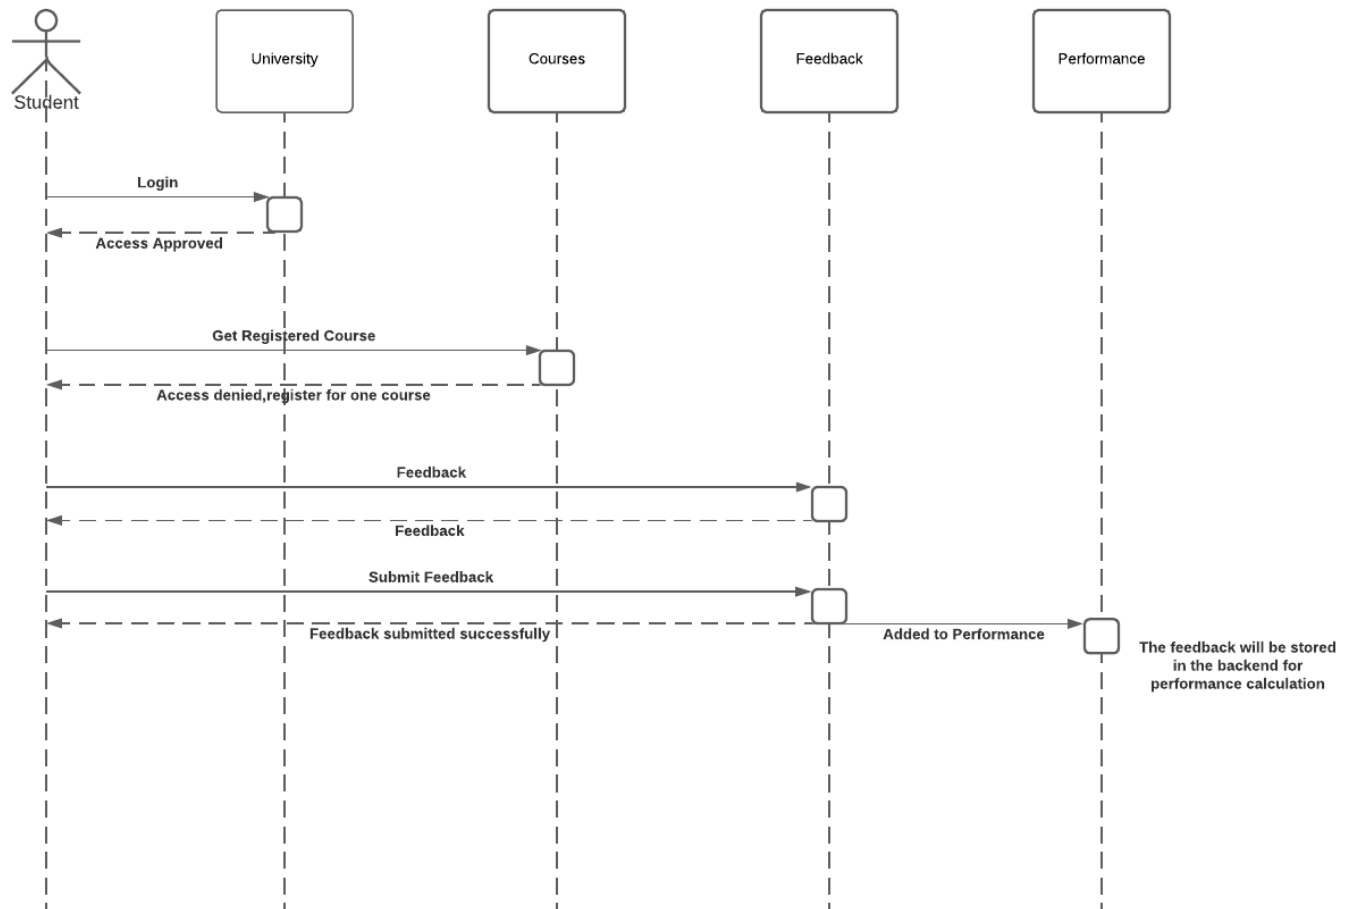 Student
University
Courses
Feedback
Performance
Login
Access Approved
Get Registered Course
Access denied,register for one course
Feedback
Feedback
Submit Feedback
Feedback submitted successfully
Added to Performance
The feedback will be stored
in the backend for
performance calculation